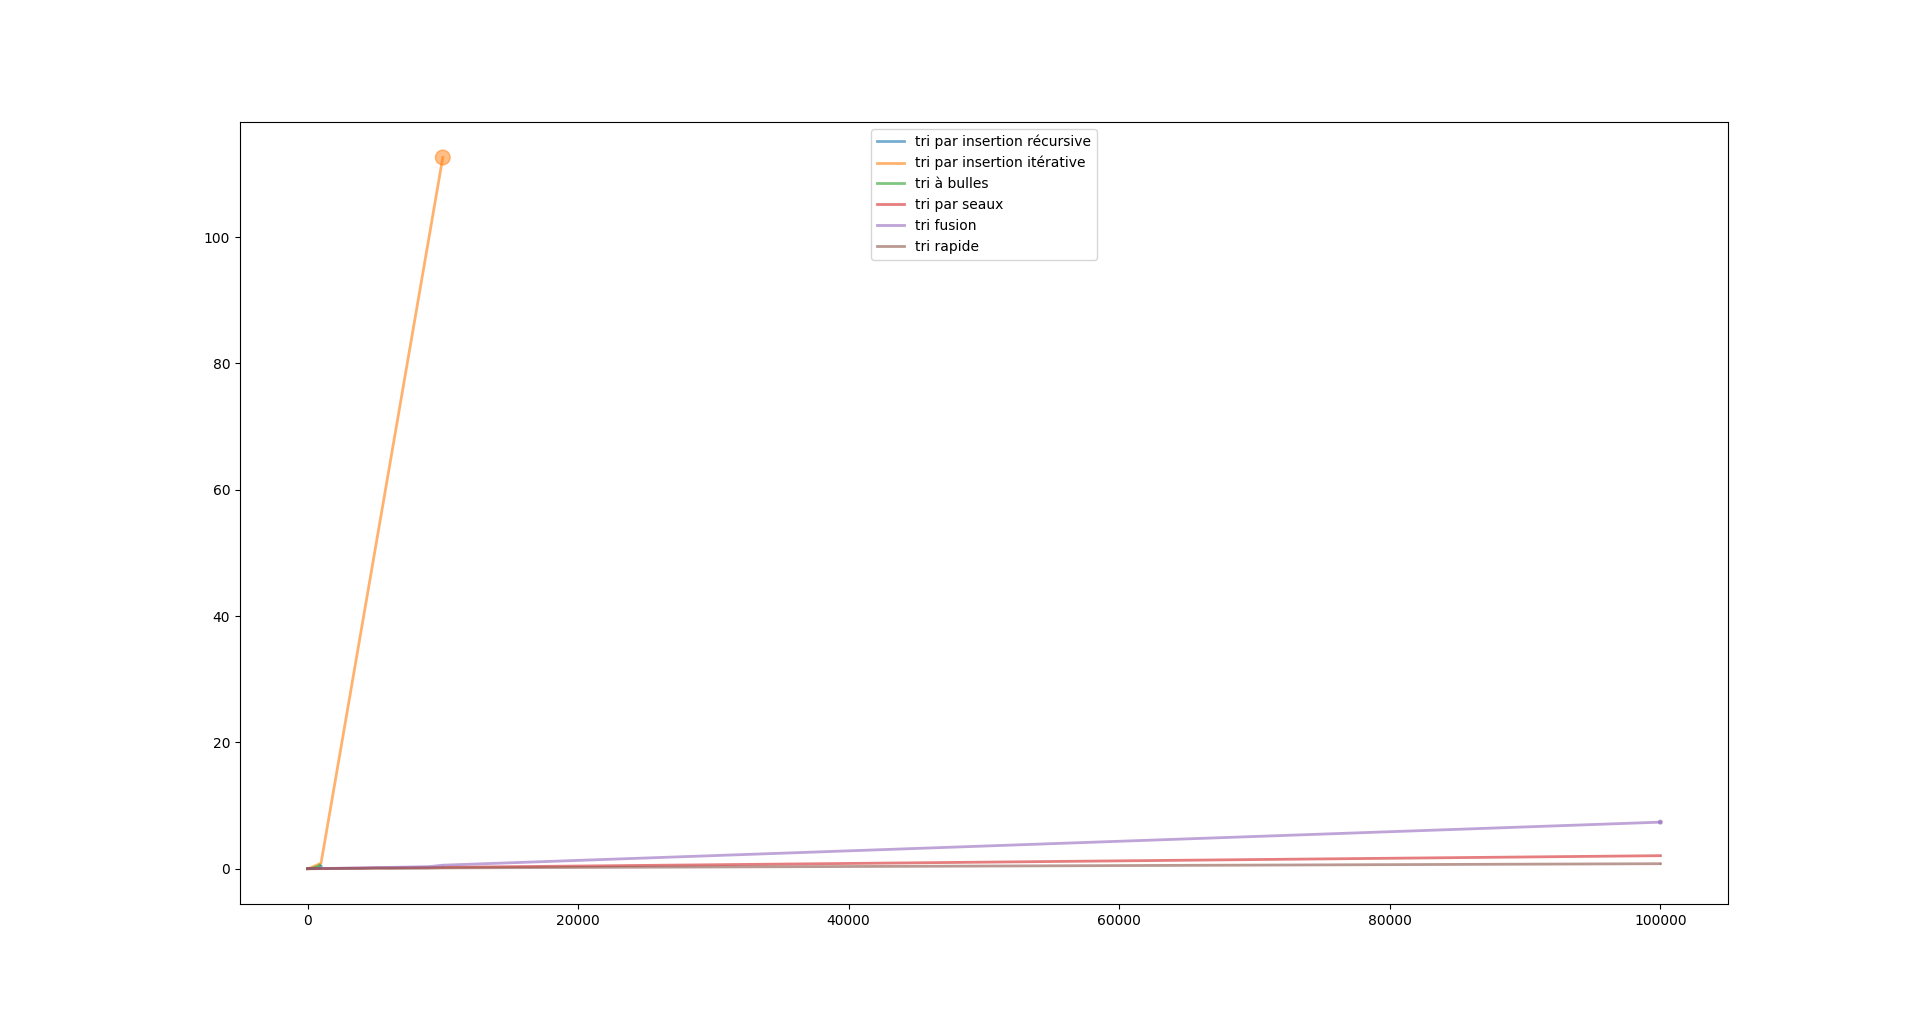 tri par insertion récursive
tri par insertion itérative
tri à bulles
tri par seaux
tri fusion
tri rapide
100
80
60
40
20
0
0 20000 40000 60000 80000 100000